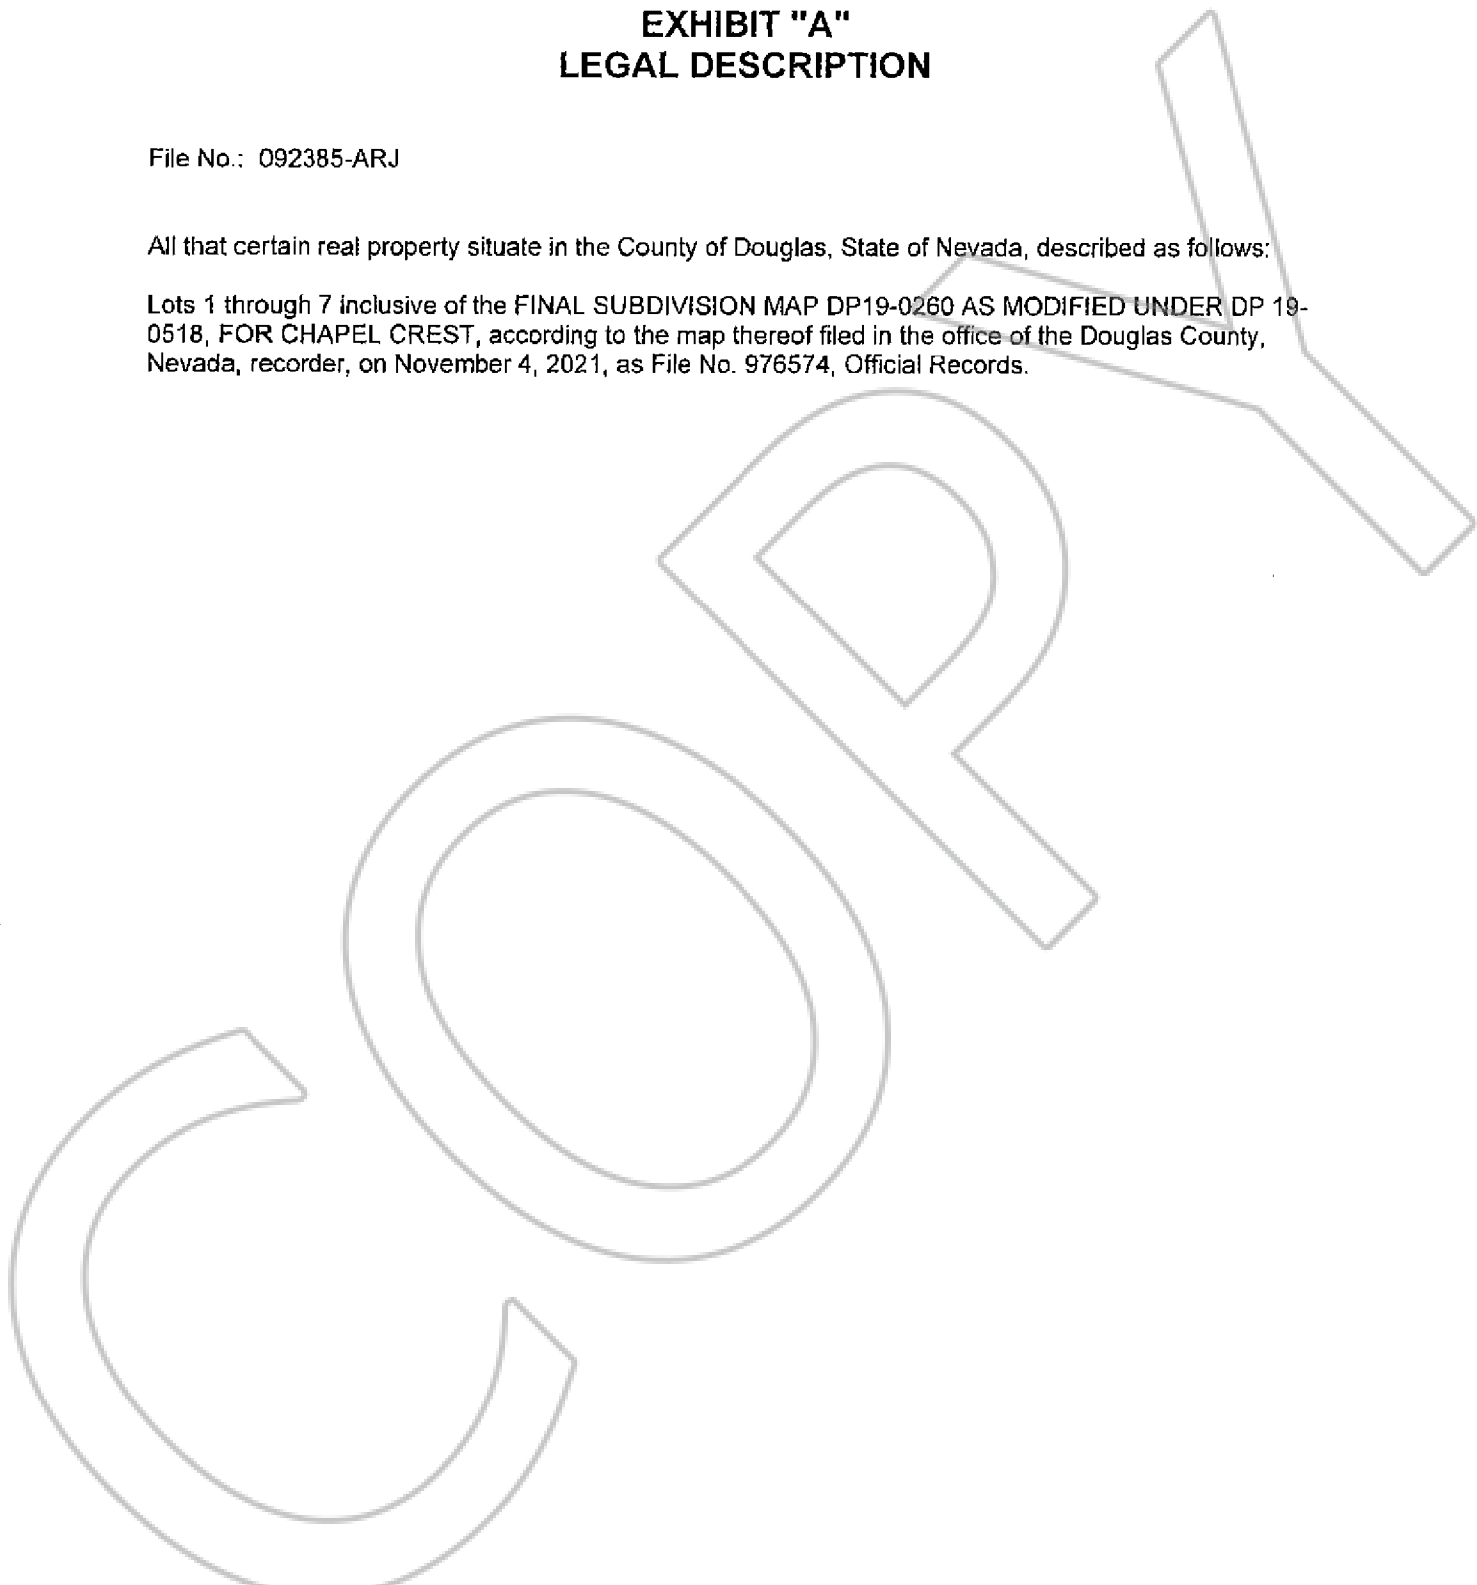 EXHIBIT "A"
LEGAL DESCRIPTION
File No.: 092385-ARJ
All that certain real property situate in the County of Douglas, State of Nevada, described as follows:
Lots 1 through 7 inclusive of the FINAL SUBDIVISION MAP DP19-0260 AS MODIFIED UNDER DP 19-
0518, FOR CHAPEL CREST, according to the map thereof filed in the office of the Douglas County,
Nevada, recorder, on November 4, 2021, as File No. 976574, Official Records.
COPY